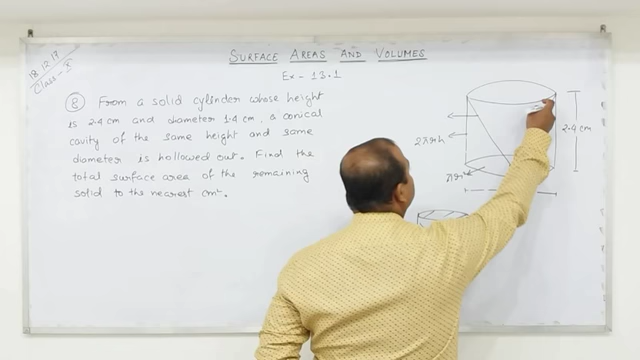 18.12.17
Class - I
SURFACE AREAS AND VOLUMES
Ex - 13.1
8 From a solid cylinder whose height
is 2.4 cm and diameter 1.4 cm, a conical
cavity of the same height and same
diameter is hollowed out. Find the
total surface area of the remaining
solid to the nearest cm².
2πrh
2.4 cm
πr²